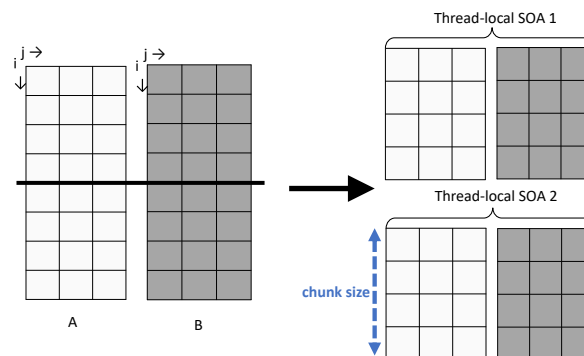 j →
i
↓
j →
i
↓
A
B
Thread-local SOA 1
Thread-local SOA 2
chunk size